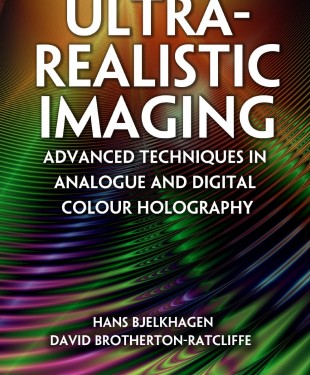 ULTRA-
REALISTIC
IMAGING
ADVANCED TECHNIQUES IN
ANALOGUE AND DIGITAL
COLOUR HOLOGRAPHY
HANS BJELKHAGEN
DAVID BROTHERTON-RATCLIFFE